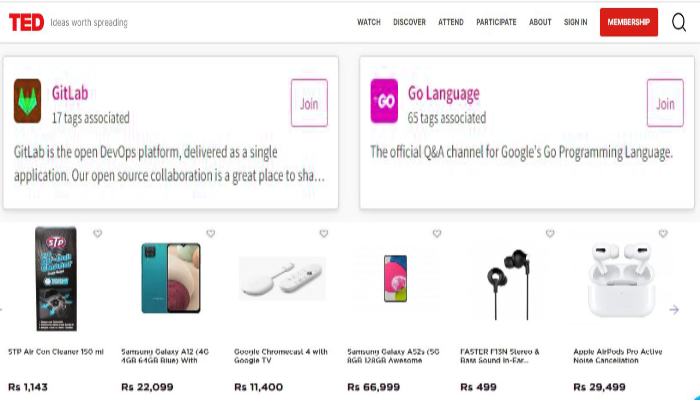 TED Ideas worth spreading
WATCH DISCOVER ATTEND PARTICIPATE ABOUT SIGN IN MEMBERSHIP
GitLab
17 tags associated
Join
GitLab is the open DevOps platform, delivered as a single
application. Our open source collaboration is a great place to sha...
GO
Go Language
65 tags associated
Join
The official Q&A channel for Google's Go Programming Language.
STP
STP Air Con Cleaner 150 ml
Rs 1,143
Samsung Galaxy A12 (4G
4GB 64GB Blue) With
Rs 22,099
Google Chromecast 4 with
Google TV
Rs 11,400
Samsung Galaxy A52s (5G
8GB 128GB Awesome
Rs 66,999
FASTER F13N Stereo &
Bass Sound In-Ear...
Rs 499
Apple AirPods Pro Active
Noise Cancellation
Rs 29,499